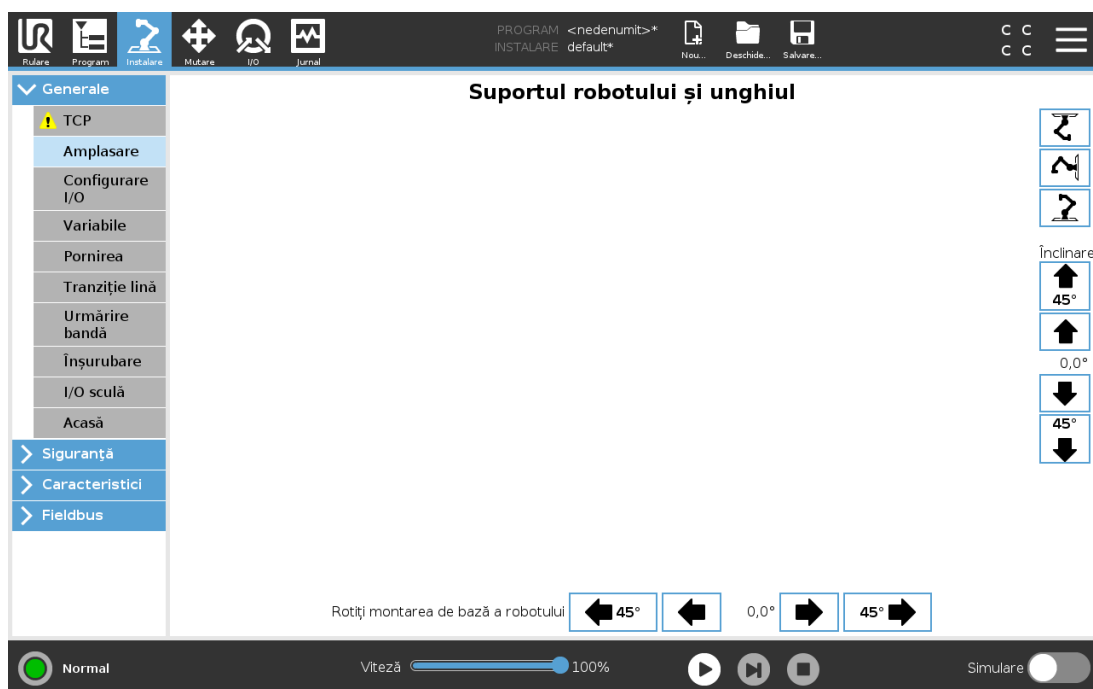 PROGRAM <nedenumit>*
INSTALARE default*
C C
C C
Rulare Program Instalare Mutare I/O Jurnal Nou... Deschide... Salvare...
Generale
TCP
Amplasare
Configurare
I/O
Variabile
Pornirea
Tranziție lină
Urmărire
bandă
Înșurubare
I/O sculă
Acasă
Siguranță
Caracteristici
Fieldbus
Suportul robotului și unghiul
Înclinare
45°
0,0°
45°
Rotiți montarea de bază a robotului 45° 0,0° 45°
Normal Viteză 100% Simulare